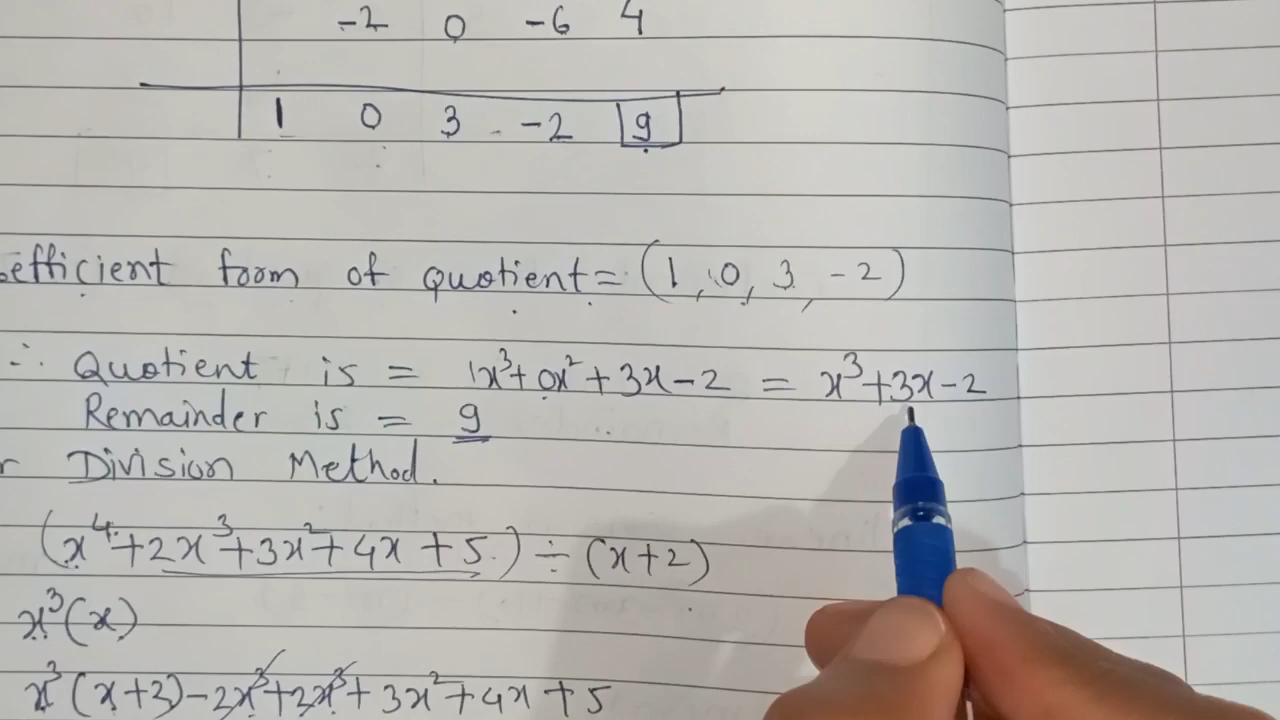 -2 0 -6 4
1 0 3 -2 9
efficient form of quotient = (1, 0, 3, -2)
∴ Quotient is = 1x³ + 0x² + 3x - 2 = x³ + 3x - 2
Remainder is = 9
r Division Method.
(x⁴ + 2x³ + 3x² + 4x + 5) ÷ (x + 2)
x³(x)
x³(x + 2) - 2x³ + 2x³ + 3x² + 4x + 5